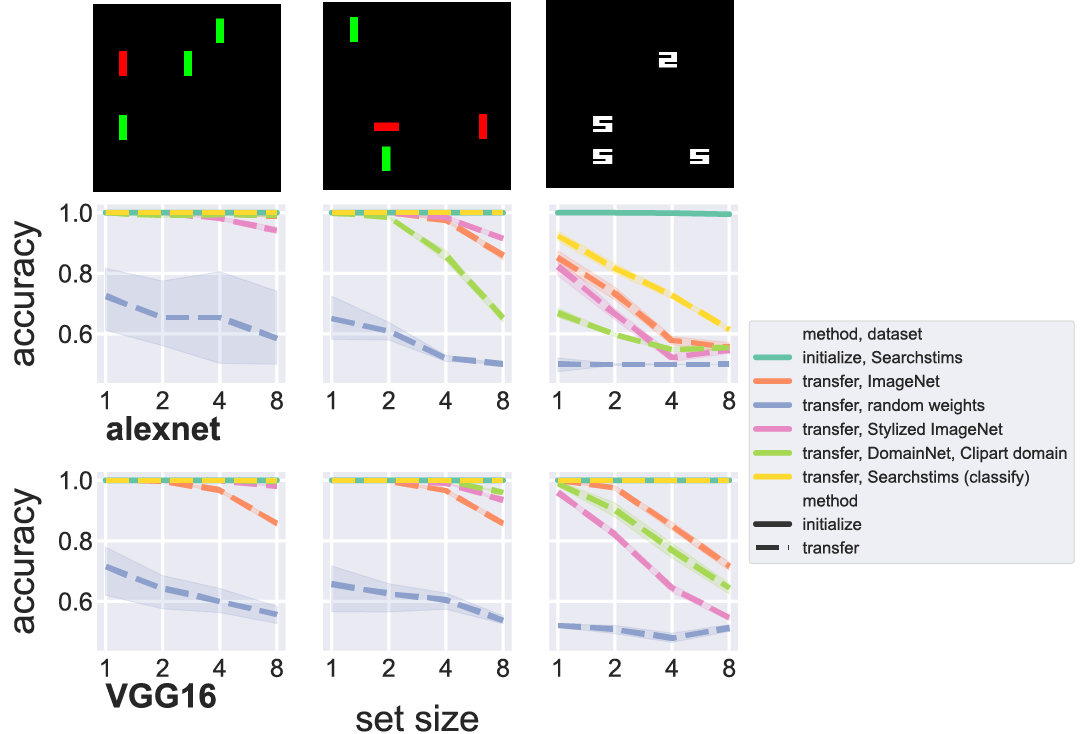 2
5
5 5
accuracy
1.0
0.8
0.6
1 2 4 8
1 2 4 8
1 2 4 8
alexnet
accuracy
1.0
0.8
0.6
1 2 4 8
1 2 4 8
1 2 4 8
VGG16
set size
method, dataset
initialize, Searchstims
transfer, ImageNet
transfer, random weights
transfer, Stylized ImageNet
transfer, DomainNet, Clipart domain
transfer, Searchstims (classify)
method
initialize
transfer